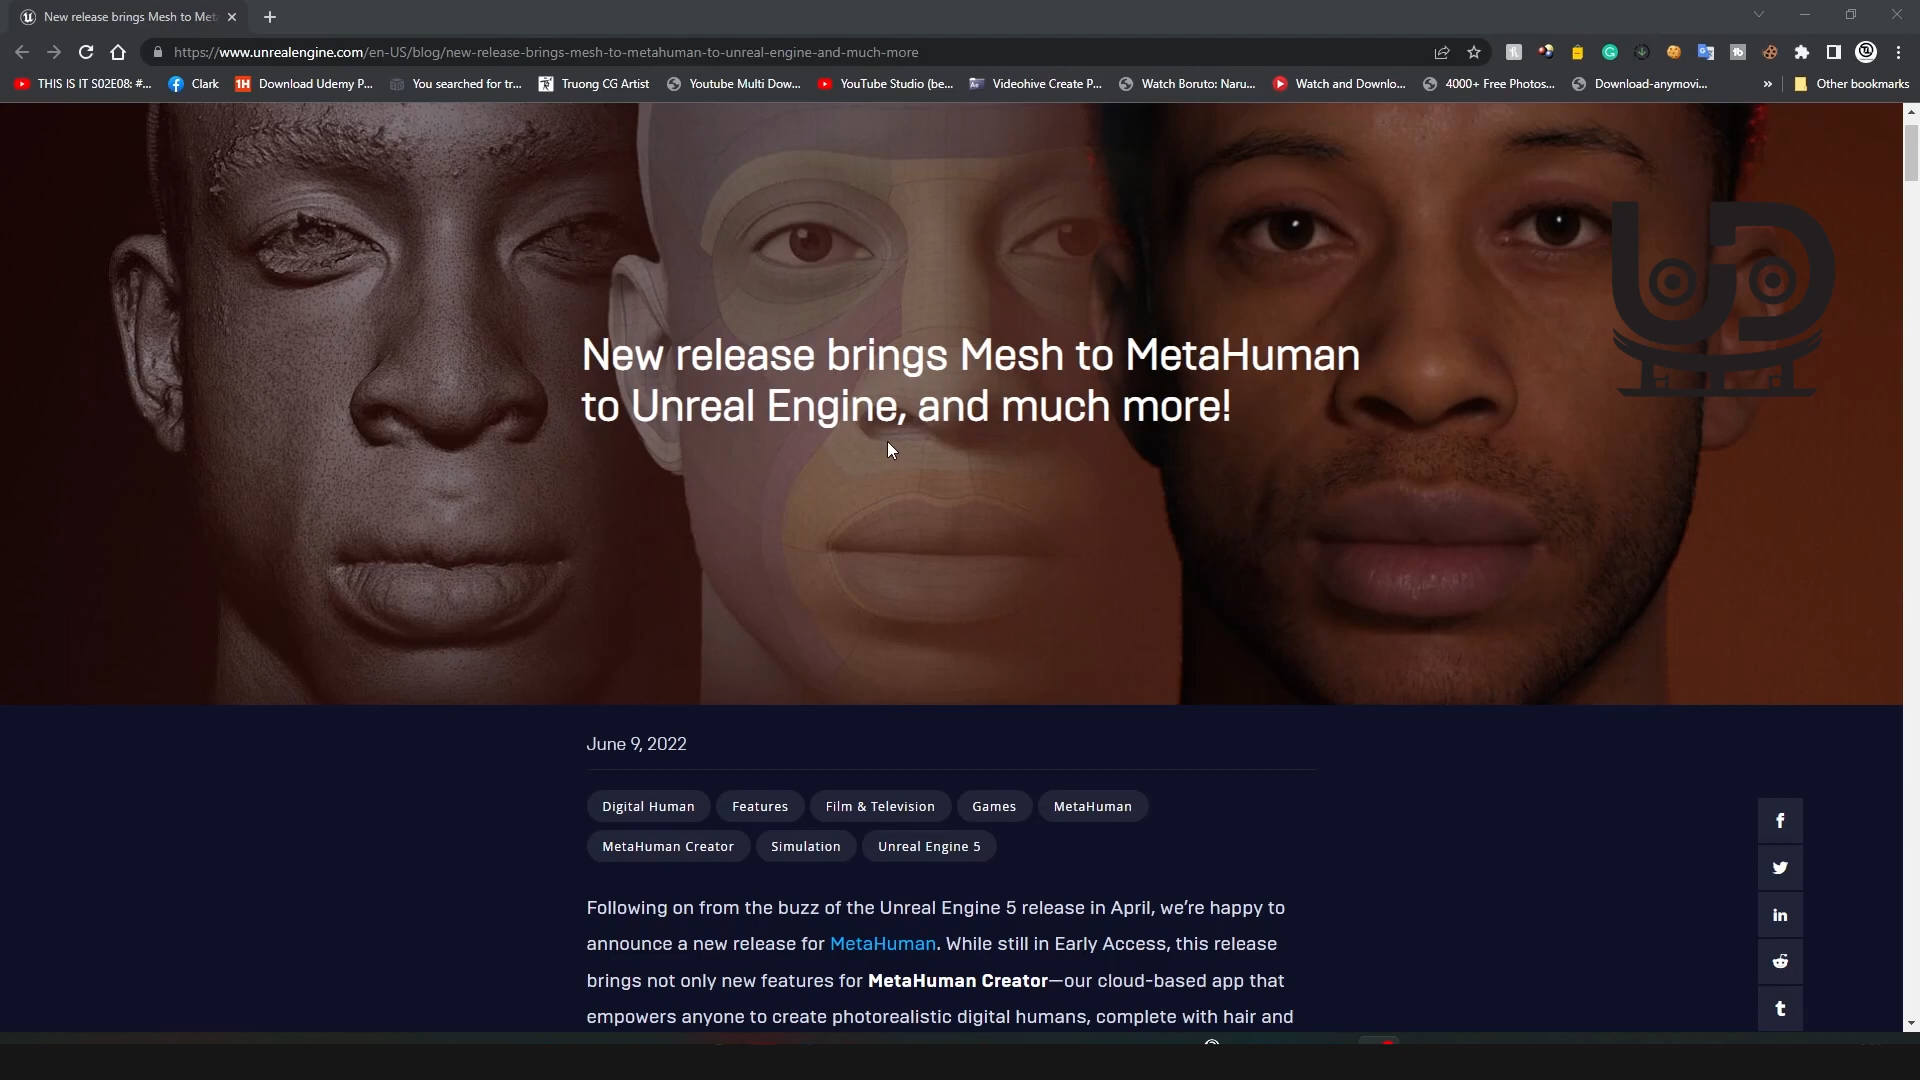 New release brings Mesh to Met
https://www.unrealengine.com/en-US/blog/new-release-brings-mesh-to-metahuman-to-unreal-engine-and-much-more
THIS IS IT S02E08: #...
Clark
Download Udemy P...
You searched for tr...
Truong CG Artist
Youtube Multi Dow...
YouTube Studio (be...
Videohive Create P...
Watch Boruto: Naru...
Watch and Downlo...
4000+ Free Photos...
Download-anymovi...
Other bookmarks
New release brings Mesh to MetaHuman
to Unreal Engine, and much more!
June 9, 2022
Digital Human
Features
Film & Television
Games
MetaHuman
MetaHuman Creator
Simulation
Unreal Engine 5
Following on from the buzz of the Unreal Engine 5 release in April, we’re happy to
announce a new release for MetaHuman. While still in Early Access, this release
brings not only new features for MetaHuman Creator—our cloud-based app that
empowers anyone to create photorealistic digital humans, complete with hair and